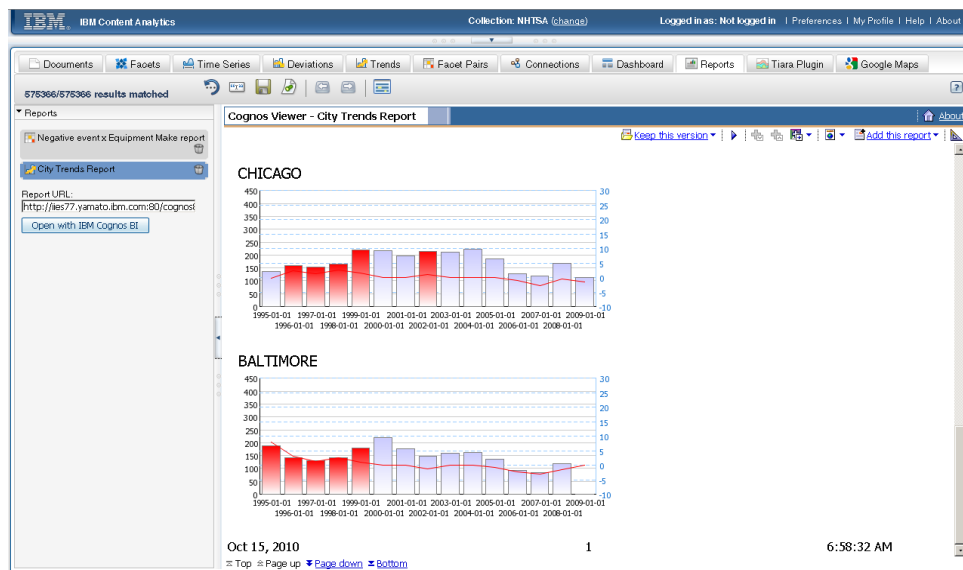 IBM. IBM Content Analytics Collection: NHTSA (change) Logged in as: Not logged in | Preferences | My Profile | Help | About
Documents Facets Time Series Deviations Trends Facet Pairs Connections Dashboard Reports Tiara Plugin Google Maps
575366/575366 results matched
Reports
Negative event x Equipment Make report
City Trends Report
Report URL:
http://iies77.yamato.ibm.com:80/cognos
Open with IBM Cognos BI
Cognos Viewer - City Trends Report About
Keep this version Add this report
CHICAGO
450 30
400 25
350 20
300 15
250 10
200 5
150 0
100 -5
50
0 -10
1995-01-01 1997-01-01 1999-01-01 2001-01-01 2003-01-01 2005-01-01 2007-01-01 2009-01-01
1996-01-01 1998-01-01 2000-01-01 2002-01-01 2004-01-01 2006-01-01 2008-01-01
BALTIMORE
450 30
400 25
350 20
300 15
250 10
200 5
150 0
100 -5
50
0 -10
1995-01-01 1997-01-01 1999-01-01 2001-01-01 2003-01-01 2005-01-01 2007-01-01 2009-01-01
1996-01-01 1998-01-01 2000-01-01 2002-01-01 2004-01-01 2006-01-01 2008-01-01
Oct 15, 2010 1 6:58:32 AM
Top Page up Page down Bottom